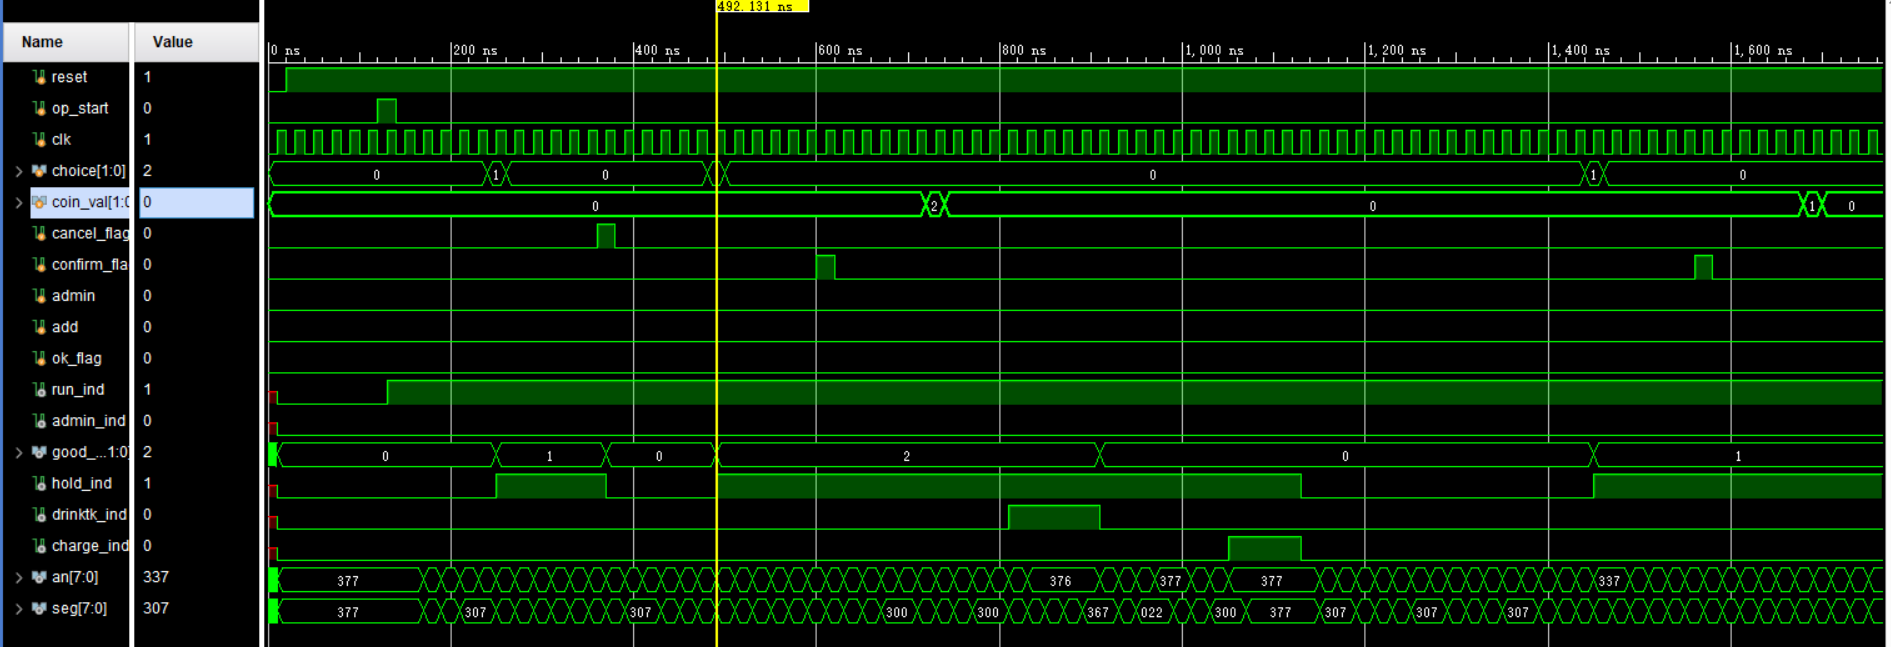 492.131 ns
Name Value
0 ns 200 ns 400 ns 600 ns 800 ns 1,000 ns 1,200 ns 1,400 ns 1,600 ns
reset 1
op_start 0
clk 1
choice[1:0] 2 0 1 0 0 1 0
coin_val[1:0 0 0 2 0 1 0
cancel_flag 0
confirm_fla 0
admin 0
add 0
ok_flag 0
run_ind 1
admin_ind 0
good_...1:0] 2 0 1 0 2 0 1
hold_ind 1
drinktk_ind 0
charge_ind 0
an[7:0] 337 377 376 377 377 337
seg[7:0] 307 377 307 307 300 300 367 022 300 377 307 307 307